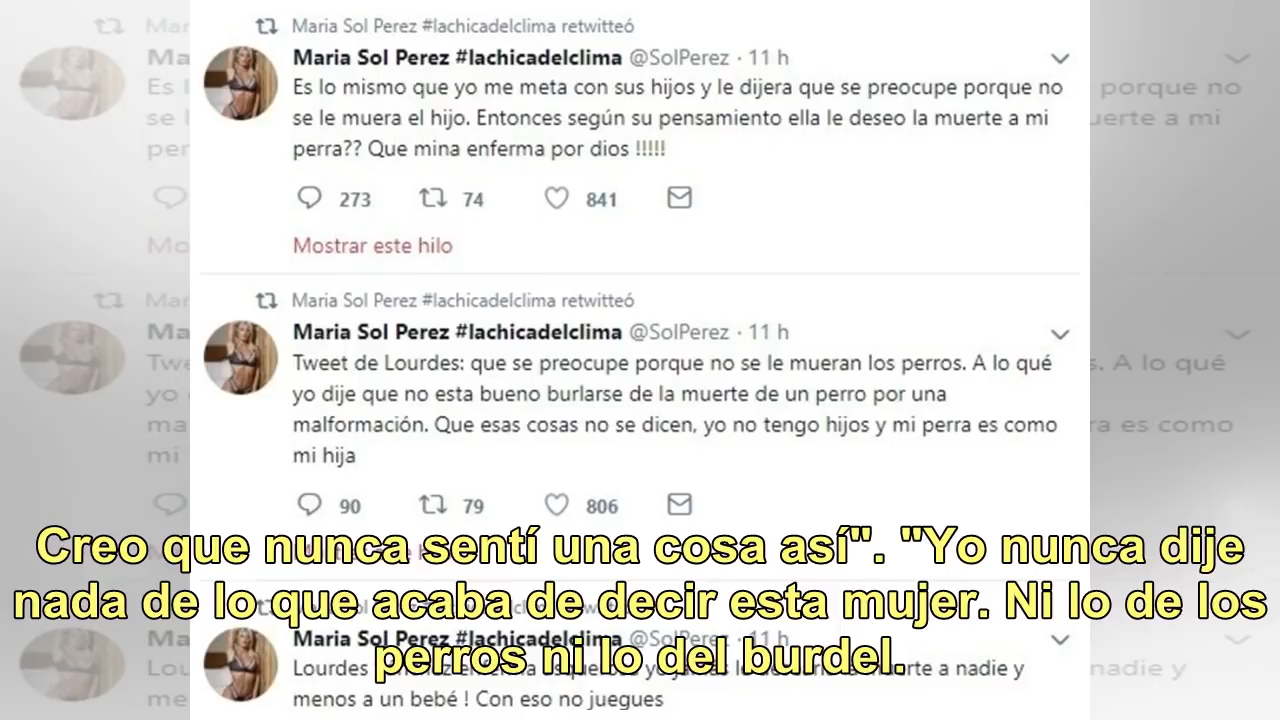 Maria Sol Perez #lachicadelclima retwitteó
Maria Sol Perez #lachicadelclima @SolPerez · 11 h
Es lo mismo que yo me meta con sus hijos y le dijera que se preocupe porque no
se le muera el hijo. Entonces según su pensamiento ella le deseo la muerte a mi
perra?? Que mina enferma por dios !!!!!
273 74 841
Mostrar este hilo
Maria Sol Perez #lachicadelclima retwitteó
Maria Sol Perez #lachicadelclima @SolPerez · 11 h
Tweet de Lourdes: que se preocupe porque no se le mueran los perros. A lo qué
yo dije que no esta bueno burlarse de la muerte de un perro por una
malformación. Que esas cosas no se dicen, yo no tengo hijos y mi perra es como
mi hija
90 79 806
Creo que nunca sentí una cosa así". "Yo nunca dije
nada de lo que acaba de decir esta mujer. Ni lo de los
perros ni lo del burdel.
Maria Sol Perez #lachicadelclima @SolPerez · 11 h
Lourdes muerte a nadie y
menos a un bebé ! Con eso no juegues